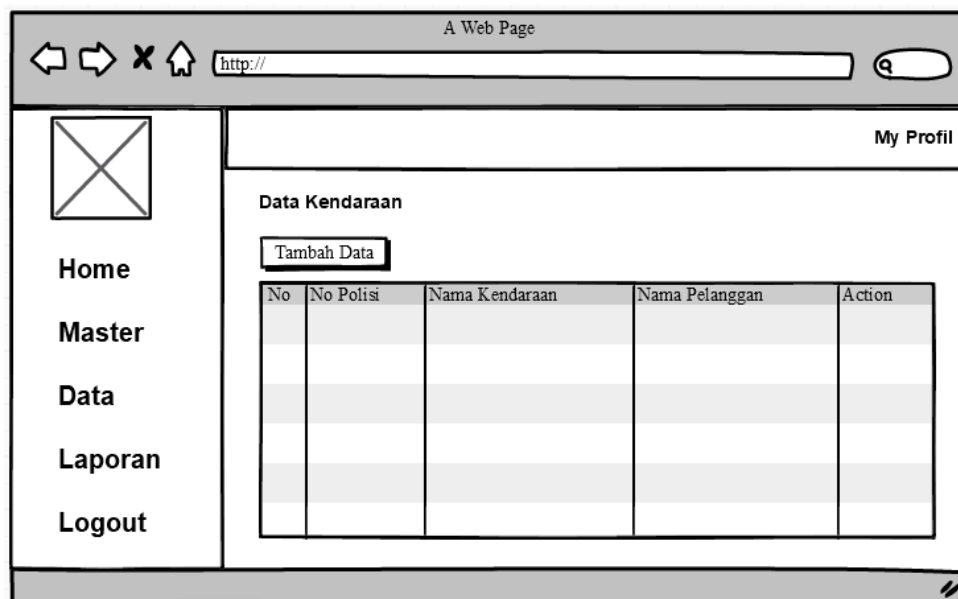 A Web Page
http://
My Profil
Home
Master
Data
Laporan
Logout
Data Kendaraan
Tambah Data
No No Polisi Nama Kendaraan Nama Pelanggan Action